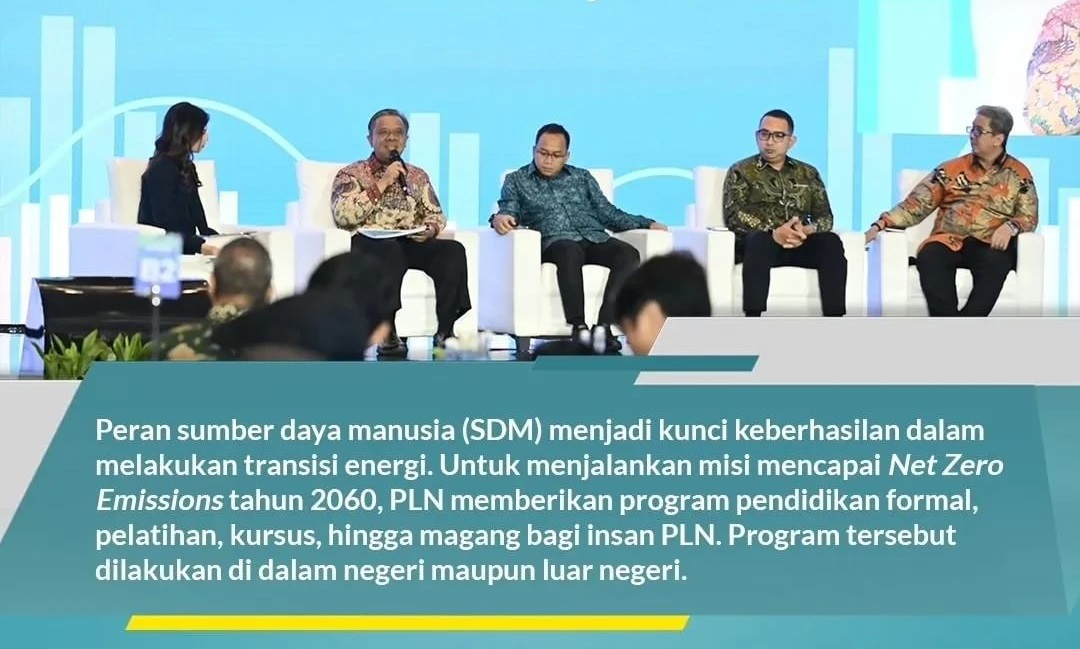 B2
Peran sumber daya manusia (SDM) menjadi kunci keberhasilan dalam
melakukan transisi energi. Untuk menjalankan misi mencapai Net Zero
Emissions tahun 2060, PLN memberikan program pendidikan formal,
pelatihan, kursus, hingga magang bagi insan PLN. Program tersebut
dilakukan di dalam negeri maupun luar negeri.